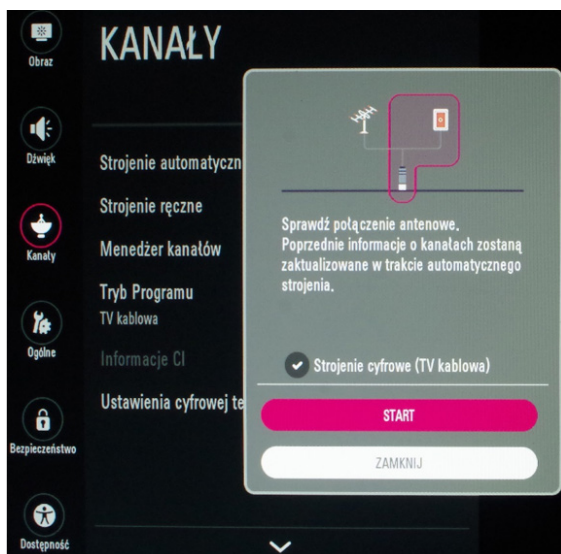 Obraz
Dźwięk
Kanały
Ogólne
Bezpieczeństwo
Dostępność
KANAŁY
Strojenie automatyczn
Strojenie ręczne
Menedżer kanałów
Tryb Programu
TV kablowa
Informacje CI
Ustawienia cyfrowej te
Sprawdź połączenie antenowe.
Poprzednie informacje o kanałach zostaną
zaktualizowane w trakcie automatycznego
strojenia.
Strojenie cyfrowe (TV kablowa)
START
ZAMKNIJ